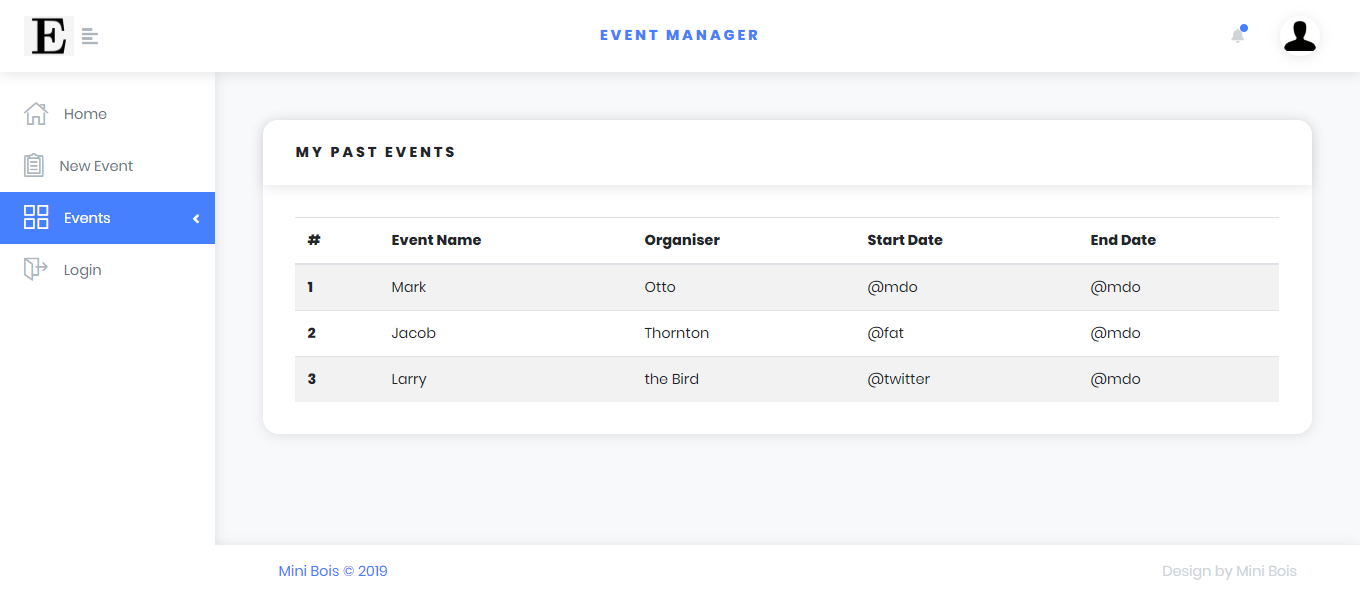 E
EVENT MANAGER
Home
New Event
Events
Login
MY PAST EVENTS
# Event Name Organiser Start Date End Date
1 Mark Otto @mdo @mdo
2 Jacob Thornton @fat @mdo
3 Larry the Bird @twitter @mdo
Mini Bois © 2019 Design by Mini Bois